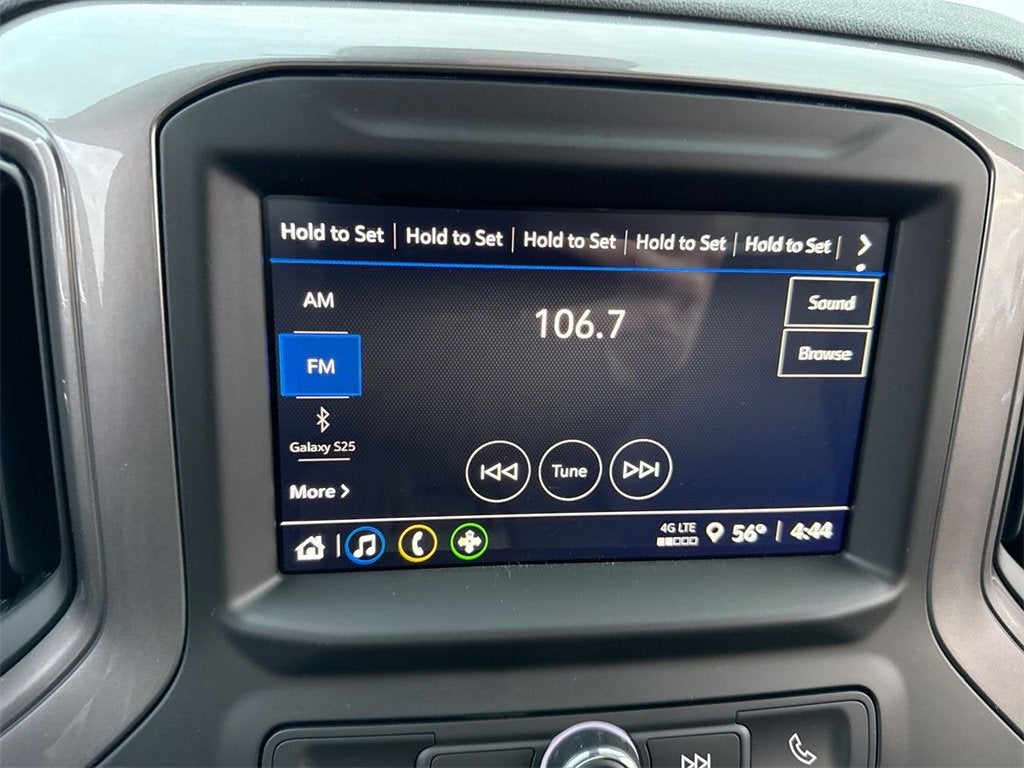 Hold to Set | Hold to Set | Hold to Set | Hold to Set | Hold to Set |
AM
106.7
Sound
FM
Browse
Galaxy S25
Tune
More
4G LTE
56° | 4:44